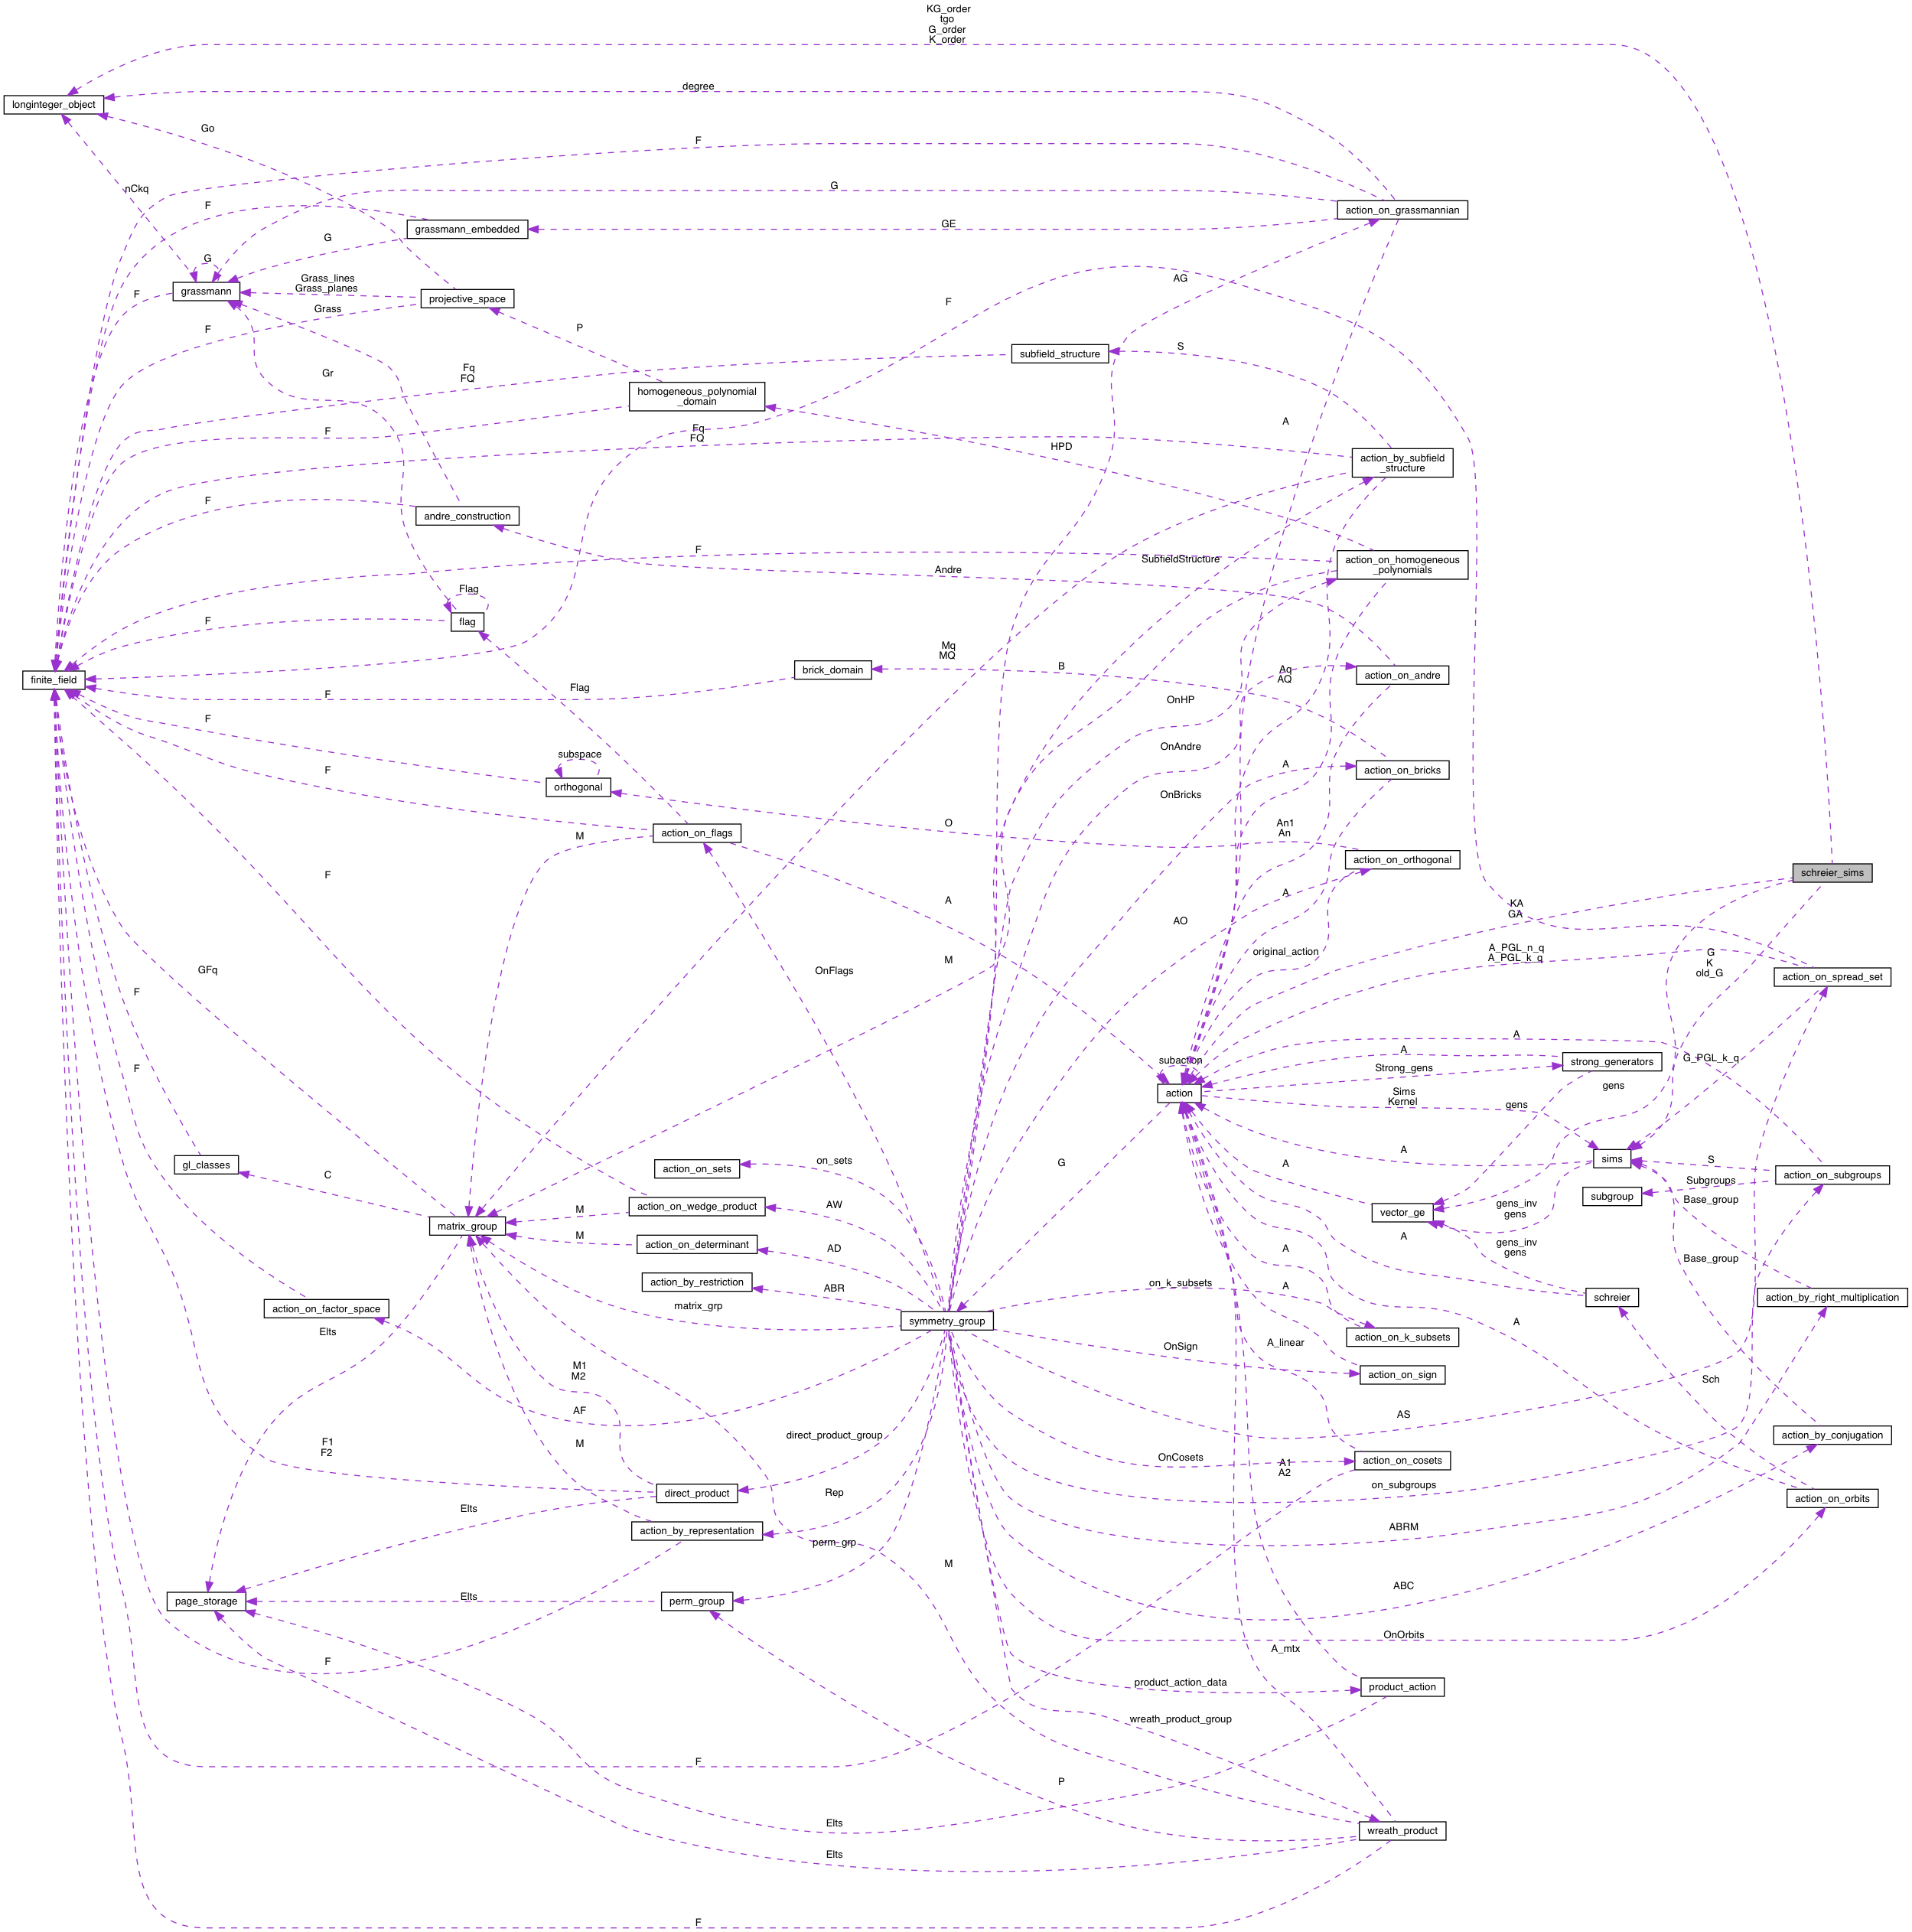 KG_order
tgo
G_order
K_order
degree
longinteger_object
Go
F
nCkq
G
F
action_on_grassmannian
GE
grassmann_embedded
G
G
AG
Grass_lines
Grass_planes
grassmann
F
projective_space
F
Grass
F
P
S
subfield_structure
Fq
FQ
Gr
homogeneous_polynomial
_domain
A
Fq
FQ
F
HPD
action_by_subfield
_structure
F
andre_construction
F
SubfieldStructure
action_on_homogeneous
_polynomials
Andre
Flag
flag
F
Mq
MQ
B
Aq
AQ
brick_domain
action_on_andre
finite_field
Flag
F
OnHP
F
OnAndre
subspace
A
action_on_bricks
F
orthogonal
OnBricks
O
An1
An
action_on_flags
M
action_on_orthogonal
schreier_sims
F
A
A
KA
GA
AO
A_PGL_n_q
A_PGL_k_q
original_action
G
K
old_G
M
GFq
OnFlags
action_on_spread_set
F
A
A
subaction
G_PGL_k_q
strong_generators
F
Strong_gens
action
Sims
Kernel
gens
gens
A
sims
gl_classes
on_sets
action_on_sets
G
A
S
C
action_on_subgroups
Subgroups
subgroup
Base_group
AW
M
action_on_wedge_product
gens_inv
gens
vector_ge
matrix_group
M
action_on_determinant
AD
A
gens_inv
gens
A
Base_group
action_by_restriction
ABR
on_k_subsets
A
schreier
action_by_right_multiplication
action_on_factor_space
matrix_grp
symmetry_group
A
Elts
action_on_k_subsets
A_linear
OnSign
M1
M2
action_on_sign
Sch
AF
AS
M
direct_product_group
action_by_conjugation
F1
F2
OnCosets
action_on_cosets
A1
A2
on_subgroups
direct_product
Rep
action_on_orbits
Elts
action_by_representation
ABRM
perm_grp
M
ABC
Elts
page_storage
perm_group
OnOrbits
A_mtx
F
product_action_data
product_action
wreath_product_group
F
P
Elts
wreath_product
Elts
F